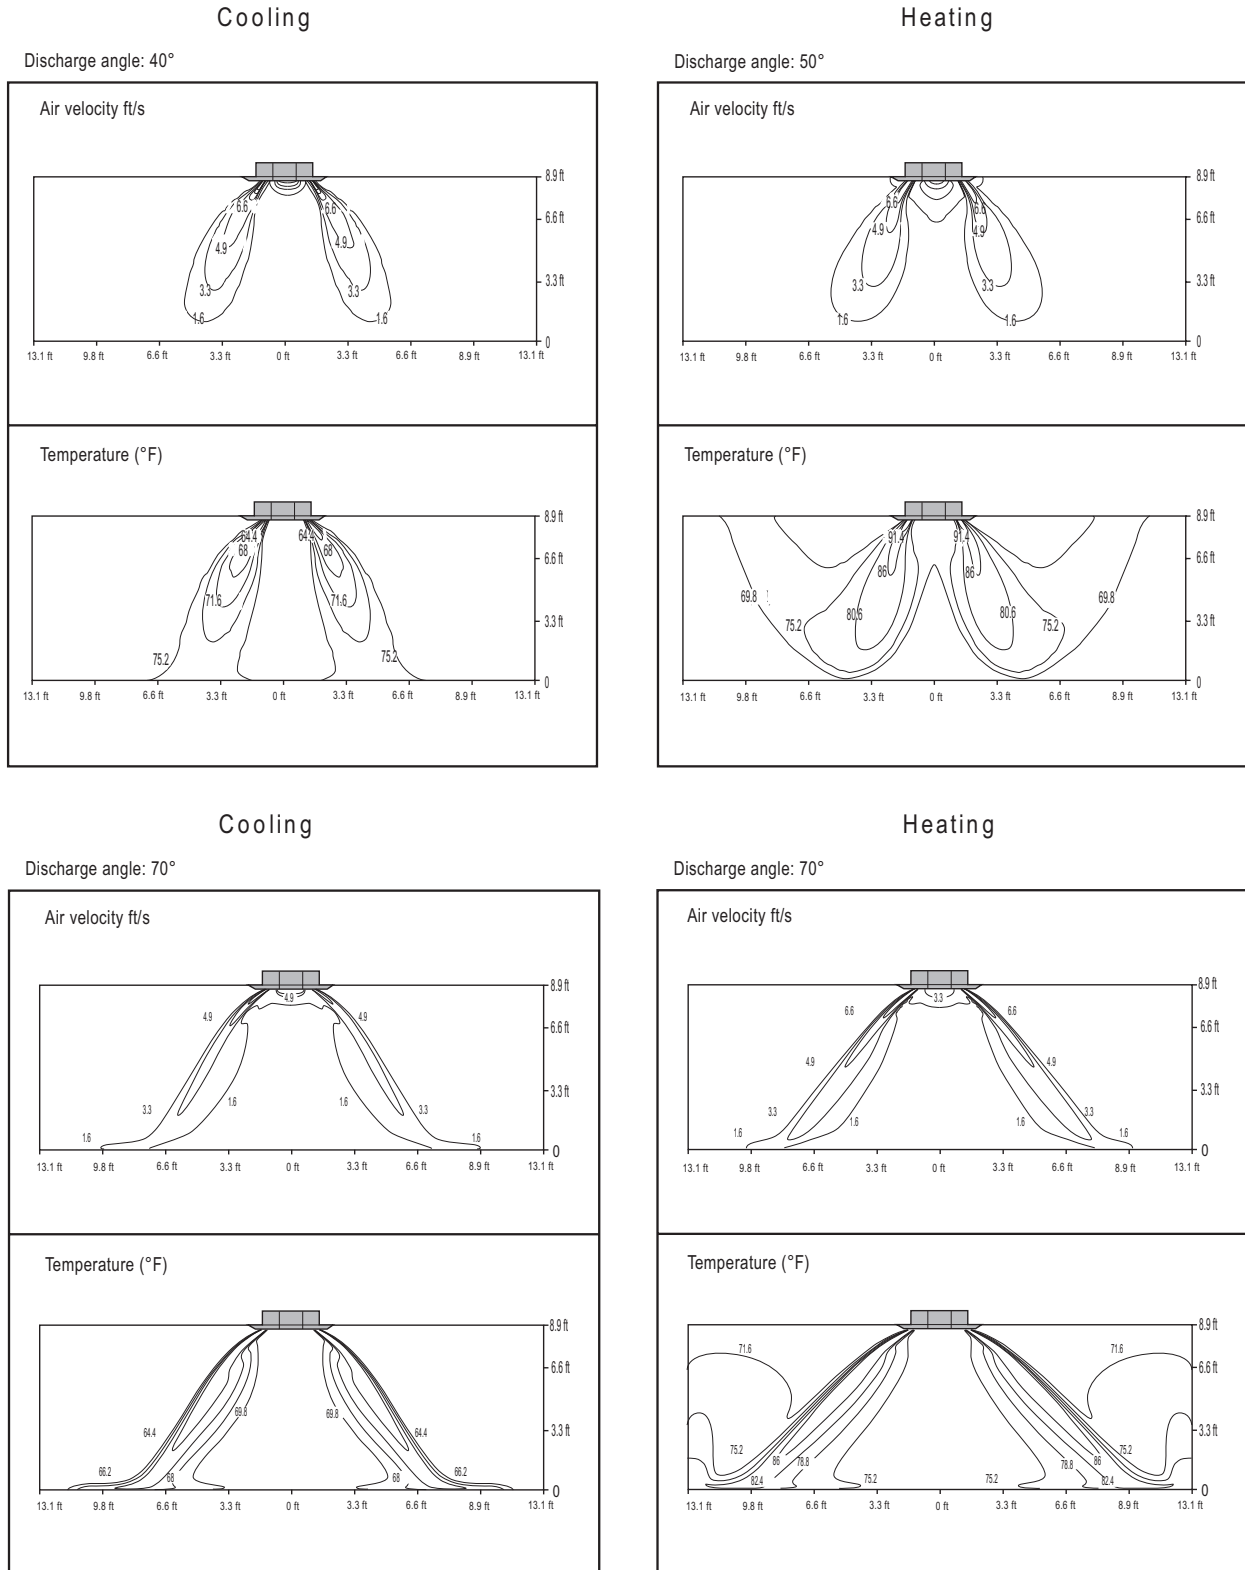 Cooling
Heating
Discharge angle: 40°
Discharge angle: 50°
Air velocity ft/s
8.9 ft
6.6
6.6
6.6 ft
4.9
4.9
3.3
3.3
3.3 ft
1.6
1.6
0
13.1 ft 9.8 ft 6.6 ft 3.3 ft 0 ft 3.3 ft 6.6 ft 8.9 ft 13.1 ft
Air velocity ft/s
8.9 ft
6.6
6.6
6.6 ft
4.9
4.9
3.3
3.3
3.3 ft
1.6
1.6
0
13.1 ft 9.8 ft 6.6 ft 3.3 ft 0 ft 3.3 ft 6.6 ft 8.9 ft 13.1 ft
Temperature (°F)
8.9 ft
64.4
64.4
68
68
6.6 ft
71.6
71.6
3.3 ft
75.2
75.2
0
13.1 ft 9.8 ft 6.6 ft 3.3 ft 0 ft 3.3 ft 6.6 ft 8.9 ft 13.1 ft
Temperature (°F)
8.9 ft
91.4
91.4
6.6 ft
86
86
69.8
69.8
80.6
80.6
75.2
75.2
3.3 ft
0
13.1 ft 9.8 ft 6.6 ft 3.3 ft 0 ft 3.3 ft 6.6 ft 8.9 ft 13.1 ft
Cooling
Heating
Discharge angle: 70°
Discharge angle: 70°
Air velocity ft/s
8.9 ft
4.9
4.9
4.9
6.6 ft
3.3 ft
1.6
1.6
3.3
3.3
1.6
1.6
0
13.1 ft 9.8 ft 6.6 ft 3.3 ft 0 ft 3.3 ft 6.6 ft 8.9 ft 13.1 ft
Air velocity ft/s
8.9 ft
3.3
6.6
6.6
6.6 ft
4.9
4.9
3.3 ft
3.3
3.3
1.6
1.6
1.6
1.6
0
13.1 ft 9.8 ft 6.6 ft 3.3 ft 0 ft 3.3 ft 6.6 ft 8.9 ft 13.1 ft
Temperature (°F)
8.9 ft
6.6 ft
69.8
69.8
64.4
64.4
3.3 ft
66.2
66.2
68
68
0
13.1 ft 9.8 ft 6.6 ft 3.3 ft 0 ft 3.3 ft 6.6 ft 8.9 ft 13.1 ft
Temperature (°F)
8.9 ft
71.6
71.6
6.6 ft
3.3 ft
75.2
75.2
86
78.8
78.8
86
82.4
75.2
75.2
82.4
0
13.1 ft 9.8 ft 6.6 ft 3.3 ft 0 ft 3.3 ft 6.6 ft 8.9 ft 13.1 ft